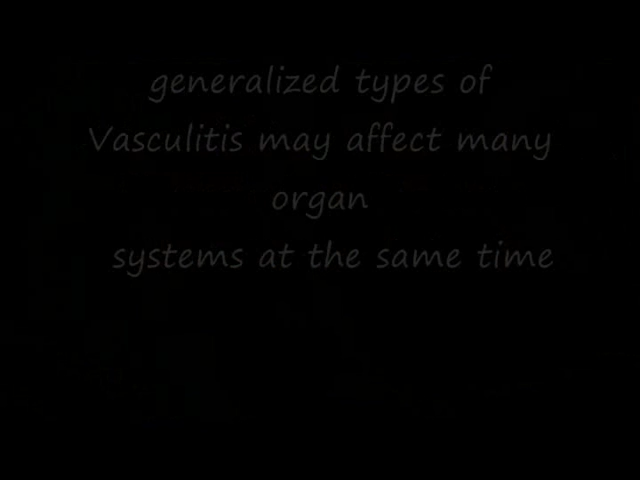 generalized types of
Vasculitis may affect many
organ
systems at the same time